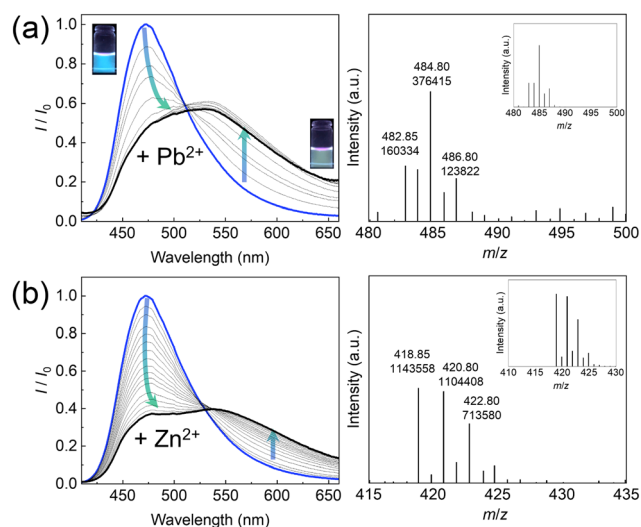 (a)
I / I0
1.0
0.8
0.6
0.4
0.2
0.0
+ Pb2+
450 500 550 600 650
Wavelength (nm)
Intensity (a.u.)
484.80
376415
482.85
160334
486.80
123822
480 485 490 495 500
m/z
Intensity (a.u.)
480 485 490 495 500
m/z
(b)
I / I0
1.0
0.8
0.6
0.4
0.2
0.0
+ Zn2+
450 500 550 600 650
Wavelength (nm)
Intensity (a.u.)
418.85
1143558
420.80
1104408
422.80
713580
415 420 425 430 435
m/z
Intensity (a.u.)
410 415 420 425 430
m/z